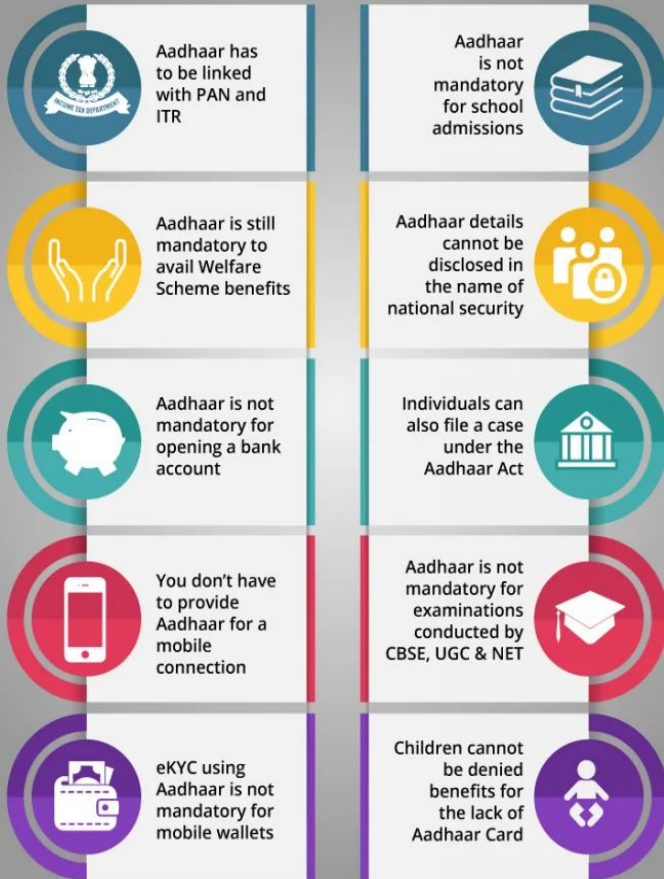 Aadhaar has
to be linked
with PAN and
ITR
INCOME TAX DEPARTMENT
Aadhaar is still
mandatory to
avail Welfare
Scheme benefits
Aadhaar is not
mandatory for
opening a bank
account
You don't have
to provide
Aadhaar for a
mobile
connection
eKYC using
Aadhaar is not
mandatory for
mobile wallets
Aadhaar
is not
mandatory
for school
admissions
Aadhaar details
cannot be
disclosed in
the name of
national security
Individuals can
also file a case
under the
Aadhaar Act
Aadhaar is not
mandatory for
examinations
conducted by
CBSE, UGC & NET
Children cannot
be denied
benefits for
the lack of
Aadhaar Card